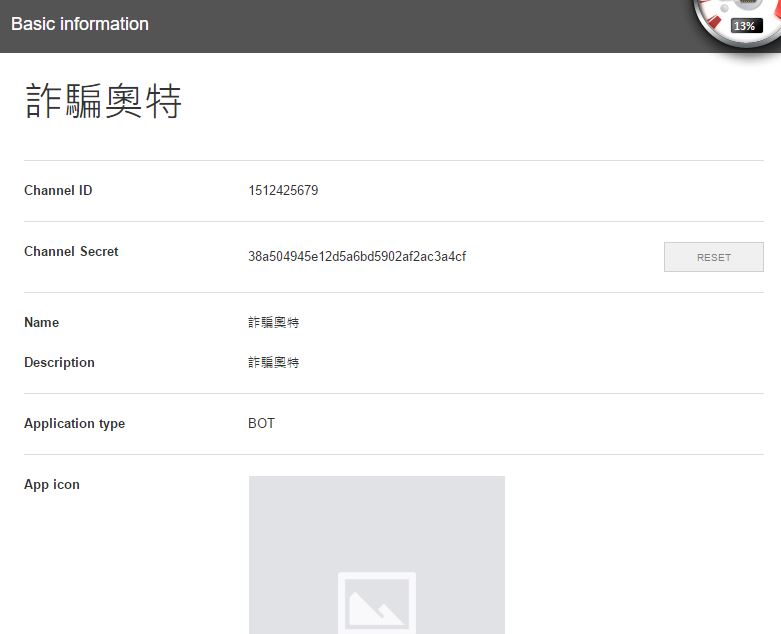 Basic information
13%
詐騙奧特
Channel ID 1512425679
Channel Secret 38a504945e12d5a6bd5902af2ac3a4cf RESET
Name 詐騙奧特
Description 詐騙奧特
Application type BOT
App icon